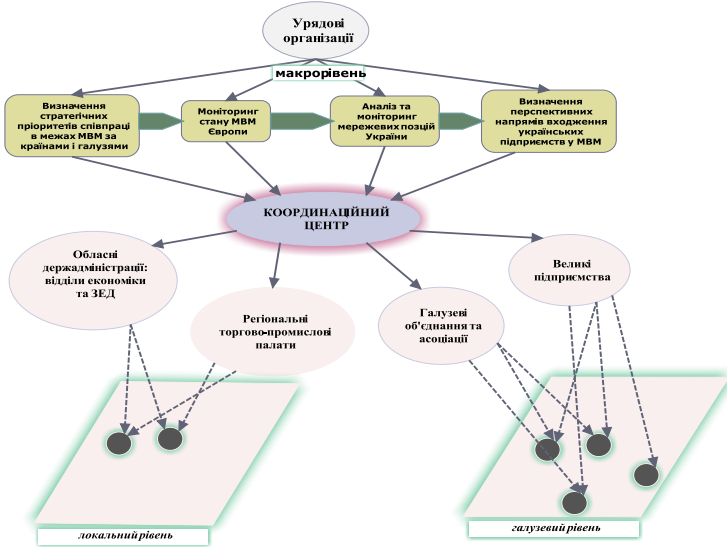 Урядові
організації
макрорівень
Визначення
стратегічних
пріоритетів співпраці
в межах МВМ за
країнами і галузями
Моніторинг
стану МВМ
Європи
Аналіз та
моніторинг
мережевих позицій
України
Визначення
перспективних
напрямів входження
українських
підприємств у МВМ
КООРДИНАЦІЙНИЙ
ЦЕНТР
Обласні
держадміністрації:
відділи економіки
та ЗЕД
Регіональні
торгово-промислові
палати
Галузеві
об'єднання та
асоціації
Великі
підприємства
локальний рівень
галузевий рівень